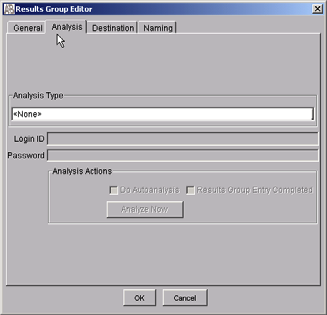 Results Group Editor
General Analysis Destination Naming
Analysis Type
<None>
Login ID
Password
Analysis Actions
Do Autoanalysis Results Group Entry Completed
Analyze Now
OK Cancel